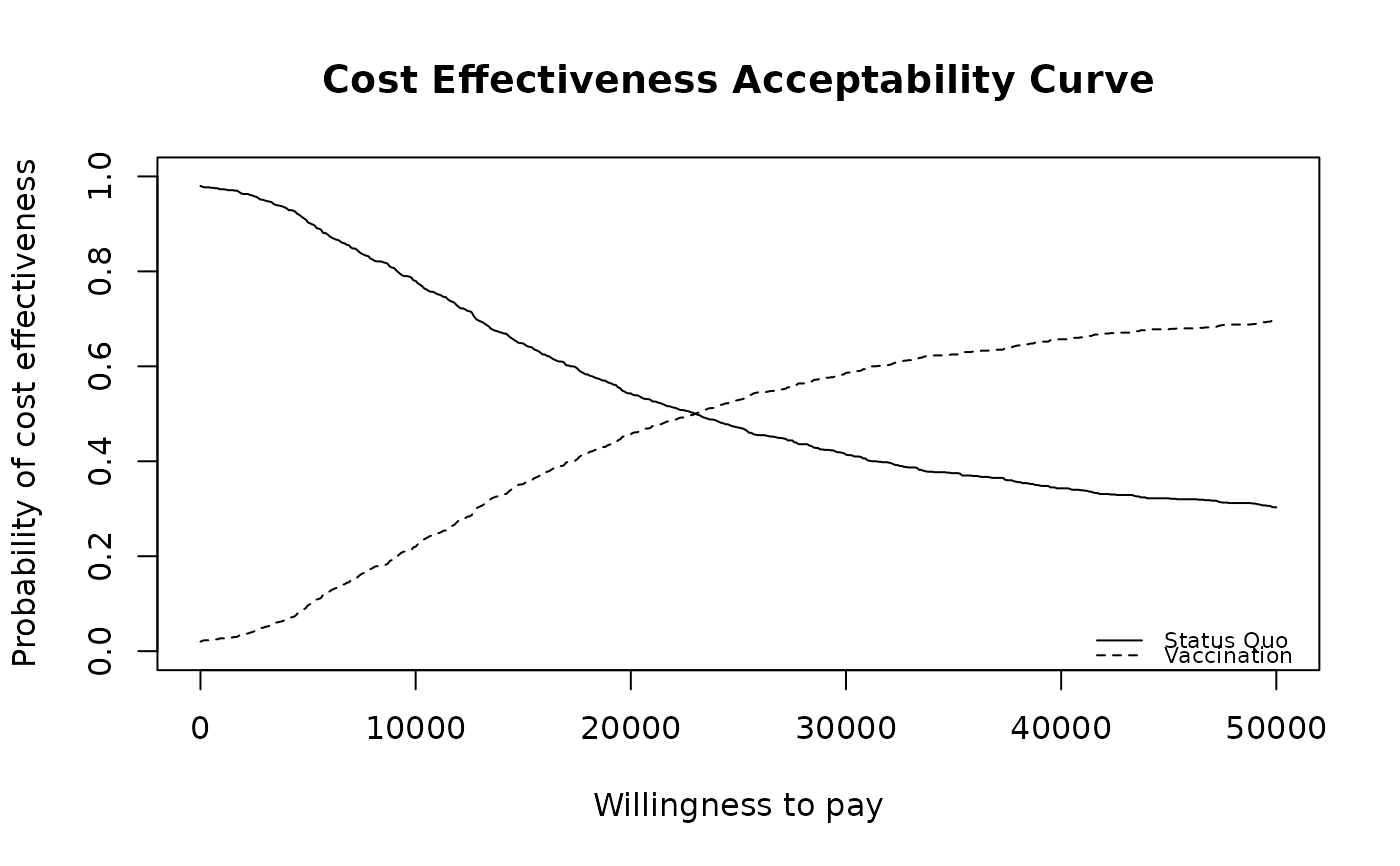 Cost Effectiveness Acceptability Curve
Probability of cost effectiveness
1.0
0.8
0.6
0.4
0.2
0.0
Status Quo
Vaccination
0 10000 20000 30000 40000 50000
Willingness to pay